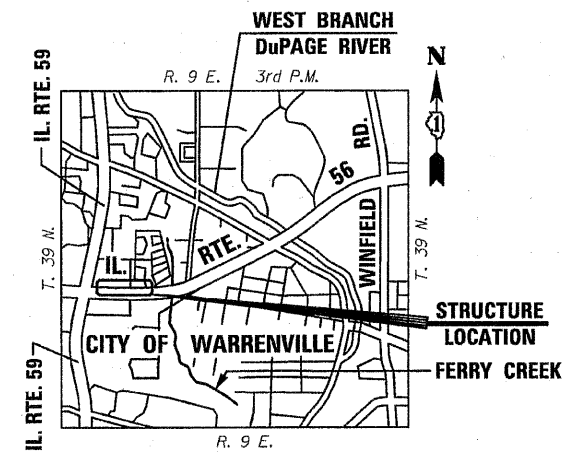 WEST BRANCH
DuPAGE RIVER
R. 9 E. 3rd P.M.
N
1
IL. RTE. 59
IL. RTE. 56
WINFIELD RD.
T. 39 N.
T. 39 N.
STRUCTURE
LOCATION
CITY OF WARRENVILLE
FERRY CREEK
IL. RTE. 59
R. 9 E.